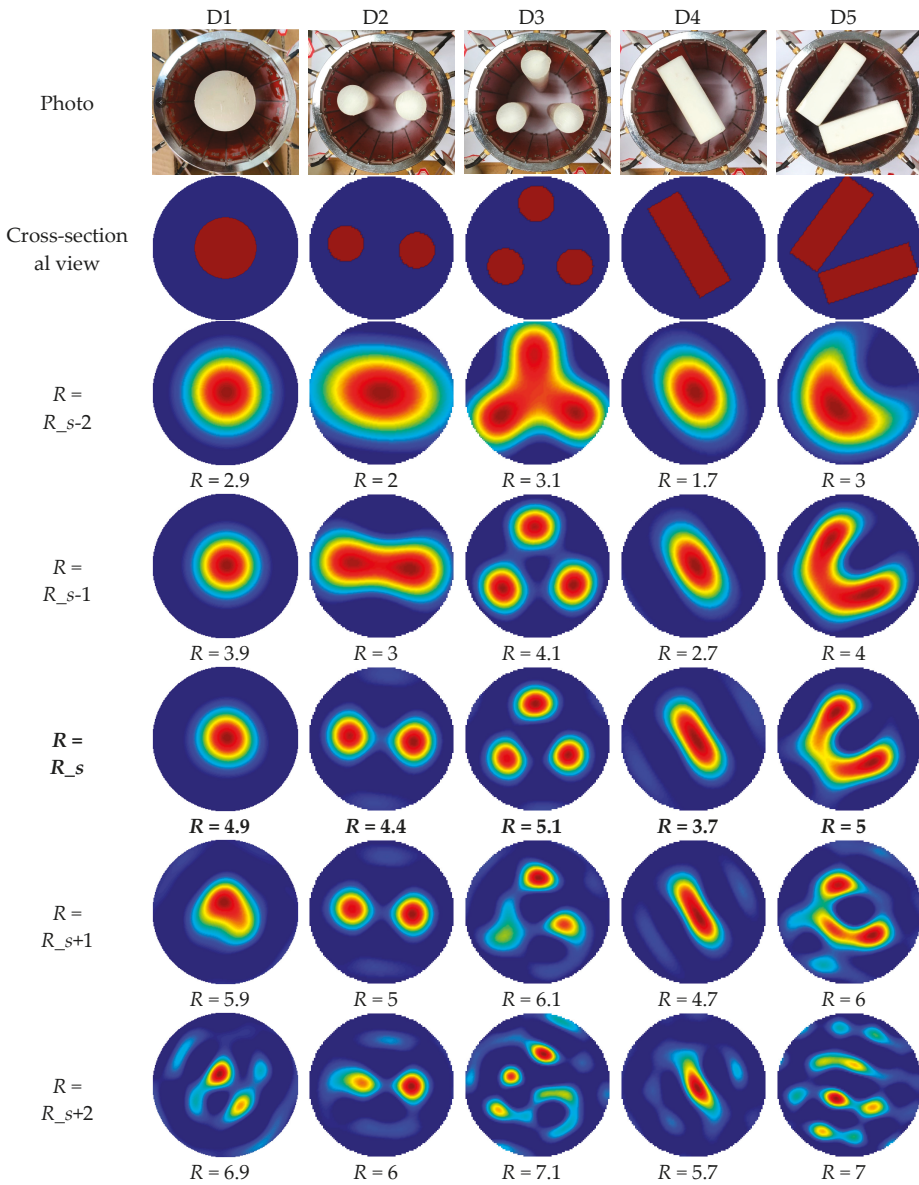 D1 D2 D3 D4 D5
Photo
Cross-section
al view
R =
R_s-2
R = 2.9 R = 2 R = 3.1 R = 1.7 R = 3
R =
R_s-1
R = 3.9 R = 3 R = 4.1 R = 2.7 R = 4
R =
R_s
R = 4.9 R = 4.4 R = 5.1 R = 3.7 R = 5
R =
R_s+1
R = 5.9 R = 5 R = 6.1 R = 4.7 R = 6
R =
R_s+2
R = 6.9 R = 6 R = 7.1 R = 5.7 R = 7